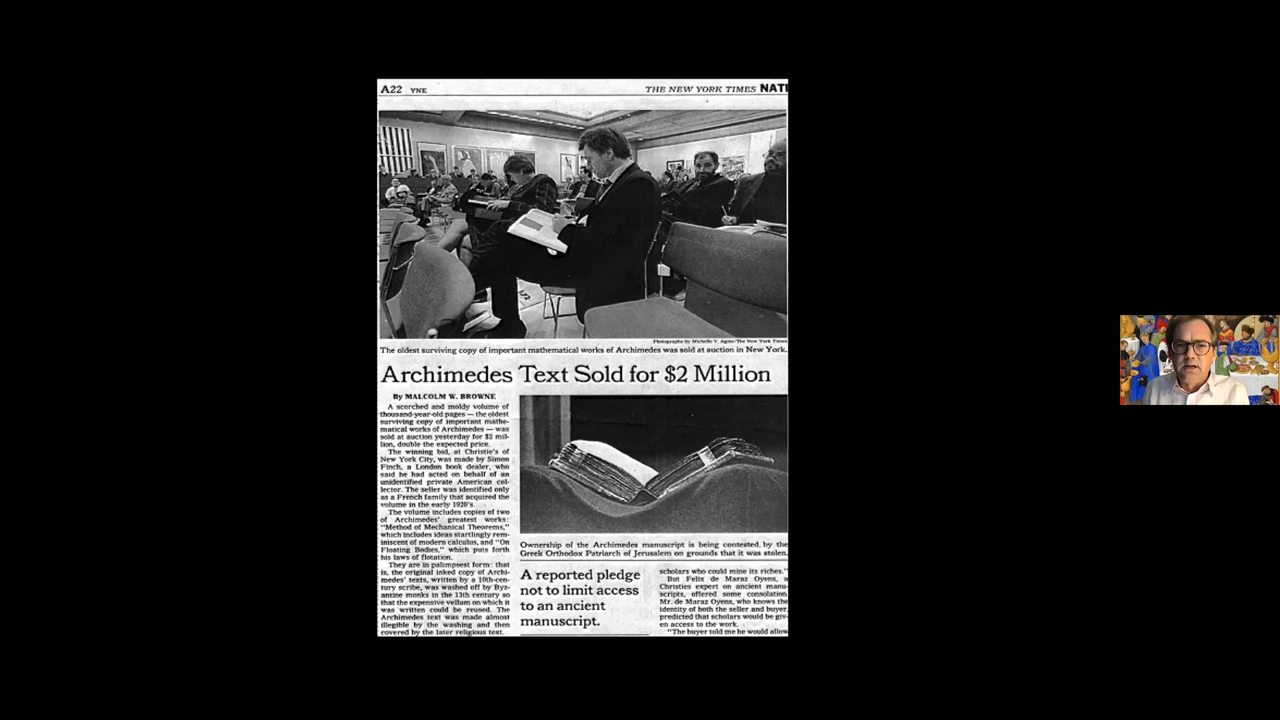 A22 YNE
THE NEW YORK TIMES NATI
Photographs by Michelle V. Agins/The New York Times
The oldest surviving copy of important mathematical works of Archimedes was sold at auction in New York.
Archimedes Text Sold for $2 Million
By MALCOLM W. BROWNE
A scorched and moldy volume of
thousand-year-old pages — the oldest
surviving copy of important mathe-
matical works of Archimedes — was
sold at auction yesterday for $2 mil-
lion, double the expected price.
The winning bid, at Christie's of
New York City, was made by Simon
Finch, a London book dealer, who
said he had acted on behalf of an
unidentified private American col-
lector. The seller was identified only
as a French family that acquired the
volume in the early 1920's.
The volume includes copies of two
of Archimedes' greatest works:
"Method of Mechanical Theorems,"
which includes ideas startlingly rem-
iniscent of modern calculus, and "On
Floating Bodies," which puts forth
his laws of flotation.
They are in palimpsest form: that
is, the original inked copy of Archi-
medes' texts, written by a 10th-cen-
tury scribe, was washed off by Byz-
antine monks in the 13th century so
that the expensive vellum on which it
was written could be reused. The
Archimedes text was made almost
illegible by the washing and then
covered by the later religious text.
Ownership of the Archimedes manuscript is being contested by the
Greek Orthodox Patriarch of Jerusalem on grounds that it was stolen.
A reported pledge
not to limit access
to an ancient
manuscript.
scholars who could mine its riches."
But Felix de Maraz Oyens, a
Christies expert on ancient manu-
scripts, offered some consolation.
Mr. de Maraz Oyens, who knows the
identity of both the seller and buyer,
predicted that scholars would be giv-
en access to the work.
"The buyer told me he would allow